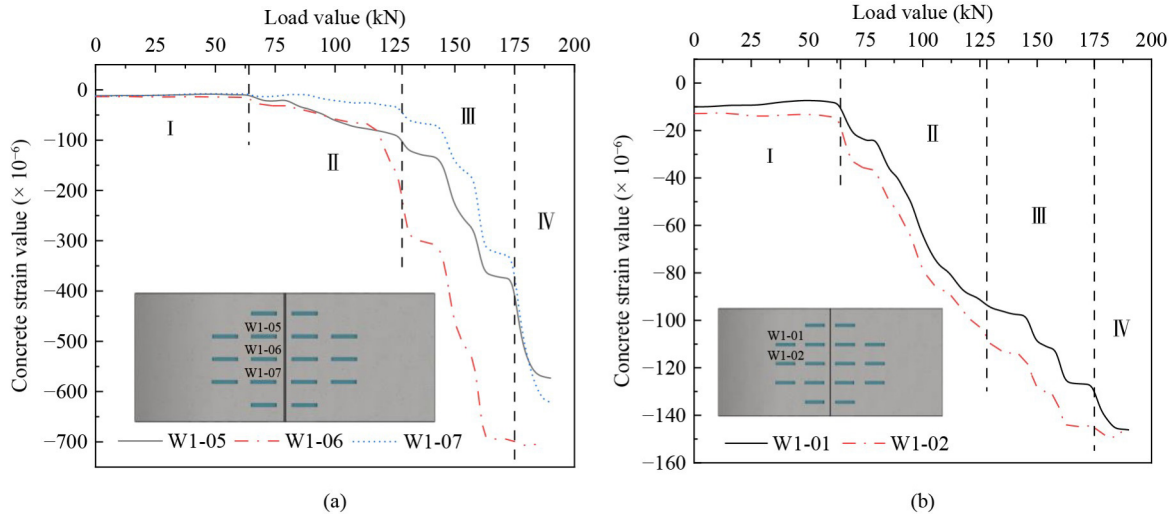 Load value (kN)
0 25 50 75 100 125 150 175 200
0
−100
−200
−300
−400
−500
−600
−700
Concrete strain value (× 10⁻⁶)
I
II
III
IV
W1-05
W1-06
W1-07
W1-05 W1-06 W1-07
(a)
Load value (kN)
0 25 50 75 100 125 150 175 200
0
−20
−40
−60
−80
−100
−120
−140
−160
Concrete strain value (× 10⁻⁶)
I
II
III
IV
W1-01
W1-02
W1-01 W1-02
(b)